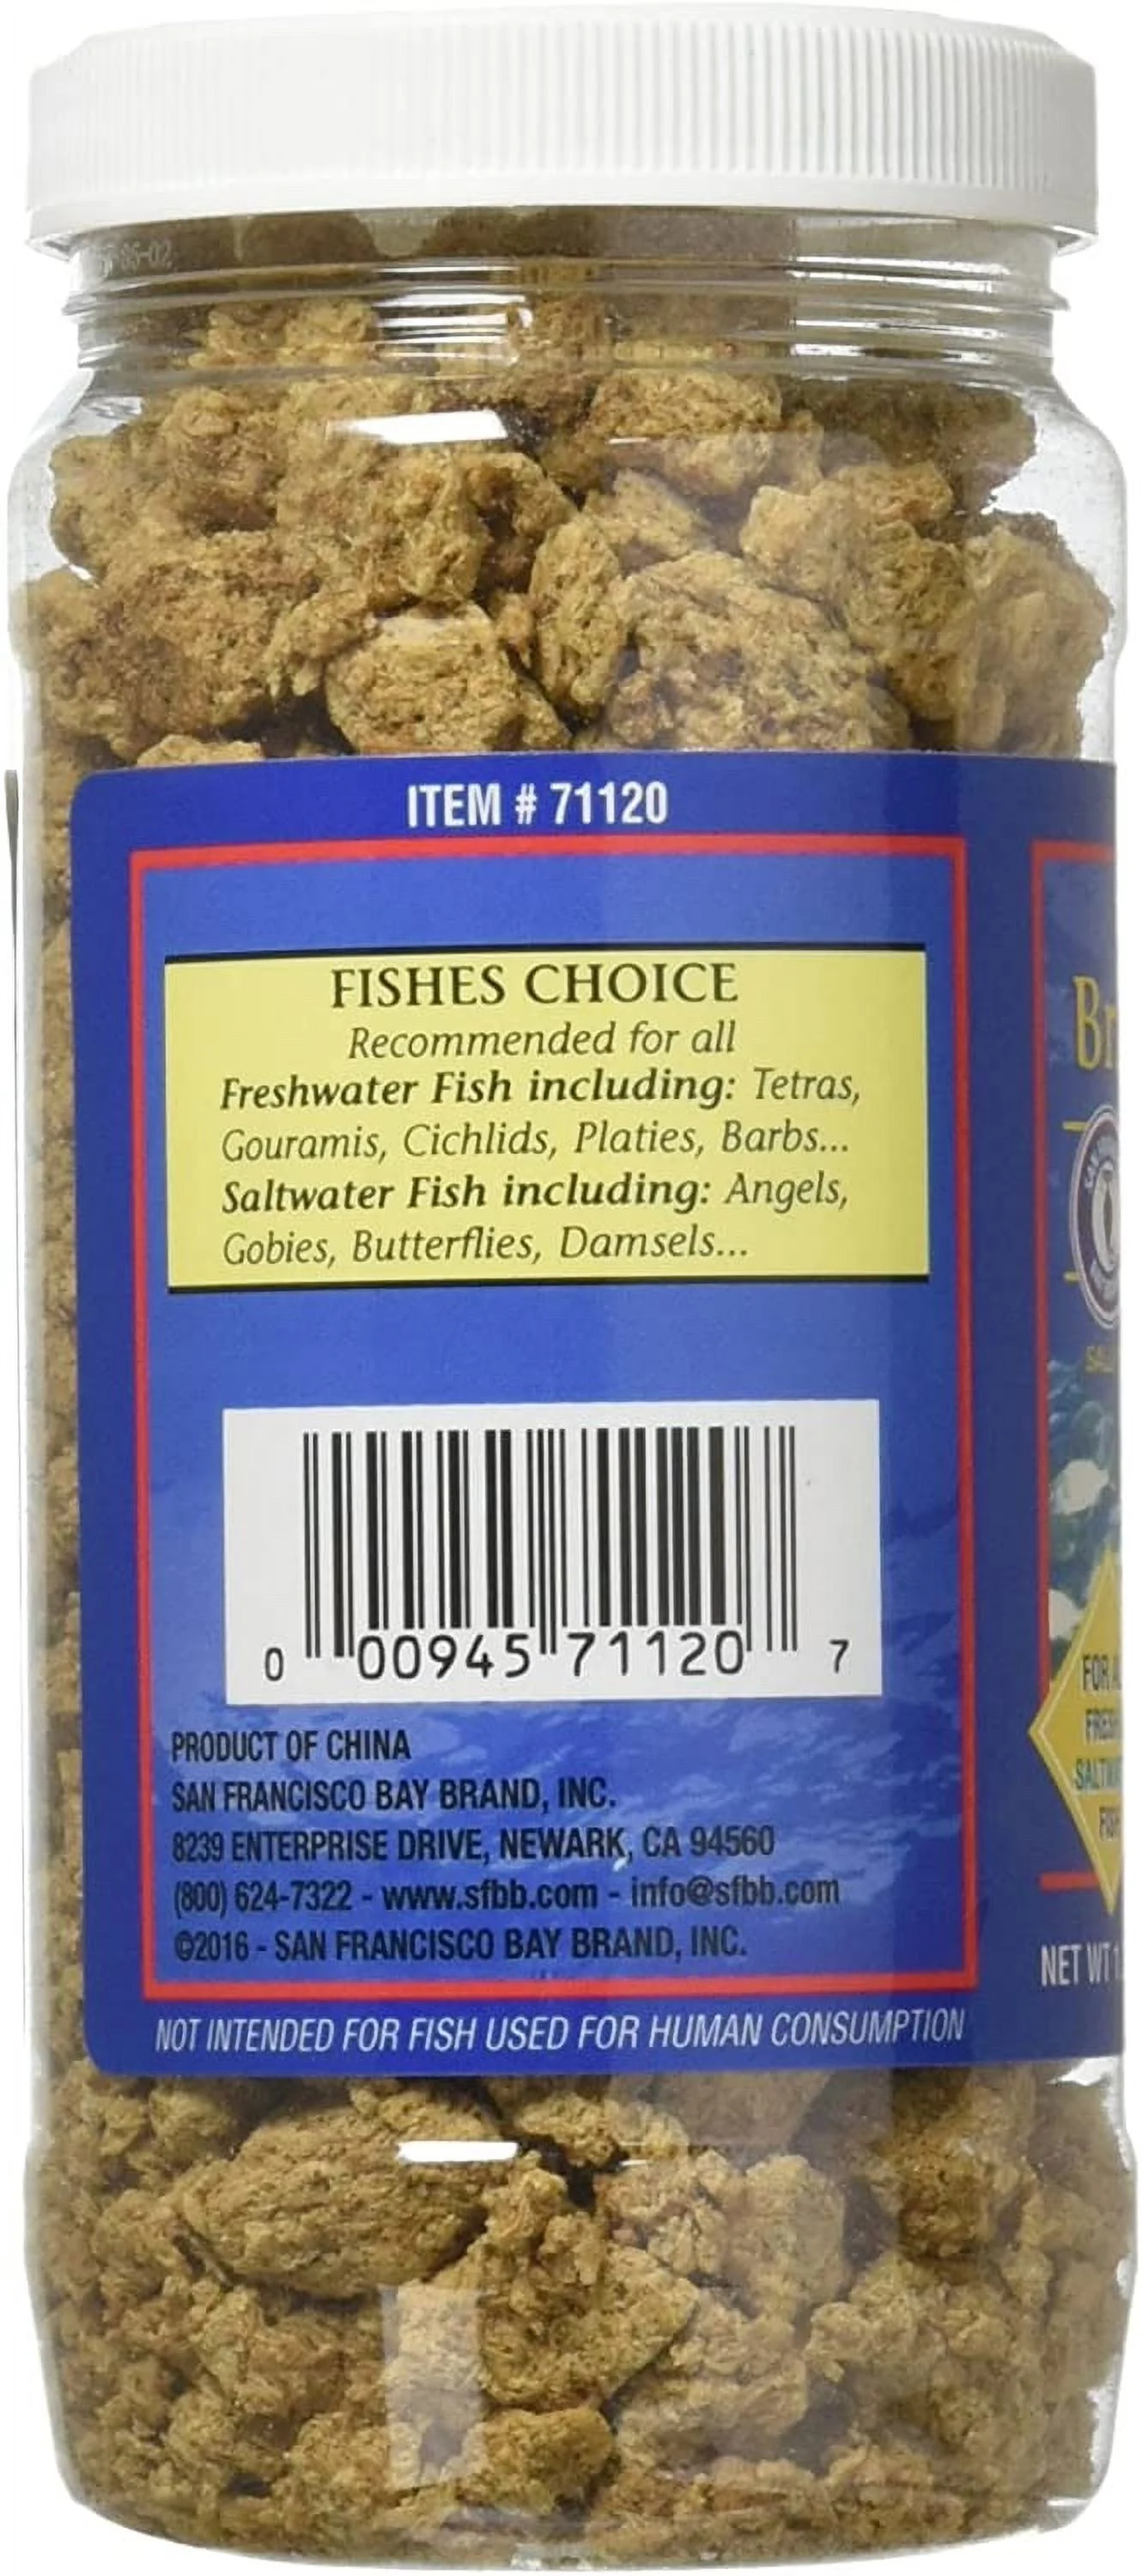 ITEM # 71120
FISHES CHOICE
Recommended for all
Freshwater Fish including: Tetras,
Gouramis, Cichlids, Platies, Barbs...
Saltwater Fish including: Angels,
Gobies, Butterflies, Damsels...
0 00945 71120 7
PRODUCT OF CHINA
SAN FRANCISCO BAY BRAND, INC.
8239 ENTERPRISE DRIVE, NEWARK, CA 94560
(800) 624-7322 - www.sfbb.com - info@sfbb.com
©2016 - SAN FRANCISCO BAY BRAND, INC.
NOT INTENDED FOR FISH USED FOR HUMAN CONSUMPTION
Br
FOR
NET WT